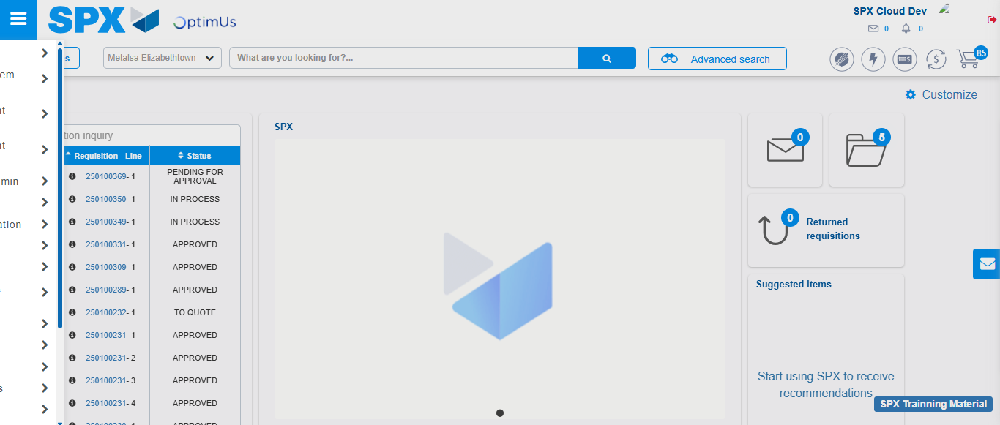 SPX
OptimUs
SPX Cloud Dev
0
0
es
Metalsa Elizabethtown
What are you looking for?...
Advanced search
85
em
nt
nt
min
ation
s
Customize
tion inquiry
Requisition - Line
Status
250100369- 1
PENDING FOR
APPROVAL
250100350- 1
IN PROCESS
250100349- 1
IN PROCESS
250100331- 1
APPROVED
250100309- 1
APPROVED
250100289- 1
APPROVED
250100232- 1
TO QUOTE
250100231- 1
APPROVED
250100231- 2
APPROVED
250100231- 3
APPROVED
250100231- 4
APPROVED
250100230- 1
APPROVED
SPX
0
5
0
Returned
requisitions
Suggested items
Start using SPX to receive
recommendations
SPX Trainning Material